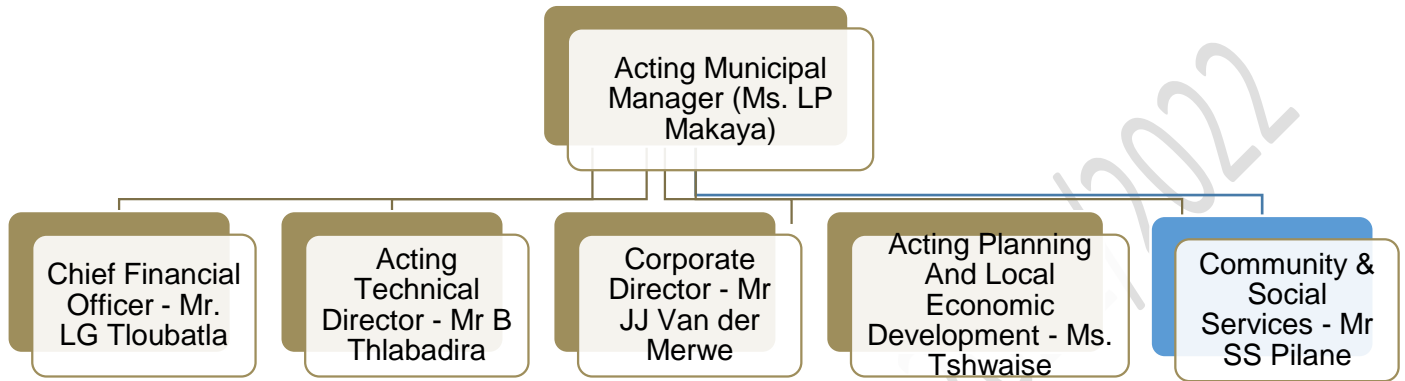 Acting Municipal
Manager (Ms. LP
Makaya)
Chief Financial
Officer - Mr.
LG Tloubatla
Acting
Technical
Director - Mr B
Thlabadira
Corporate
Director - Mr
JJ Van der
Merwe
Acting Planning
And Local
Economic
Development - Ms.
Tshwaise
Community &
Social
Services - Mr
SS Pilane
/2022